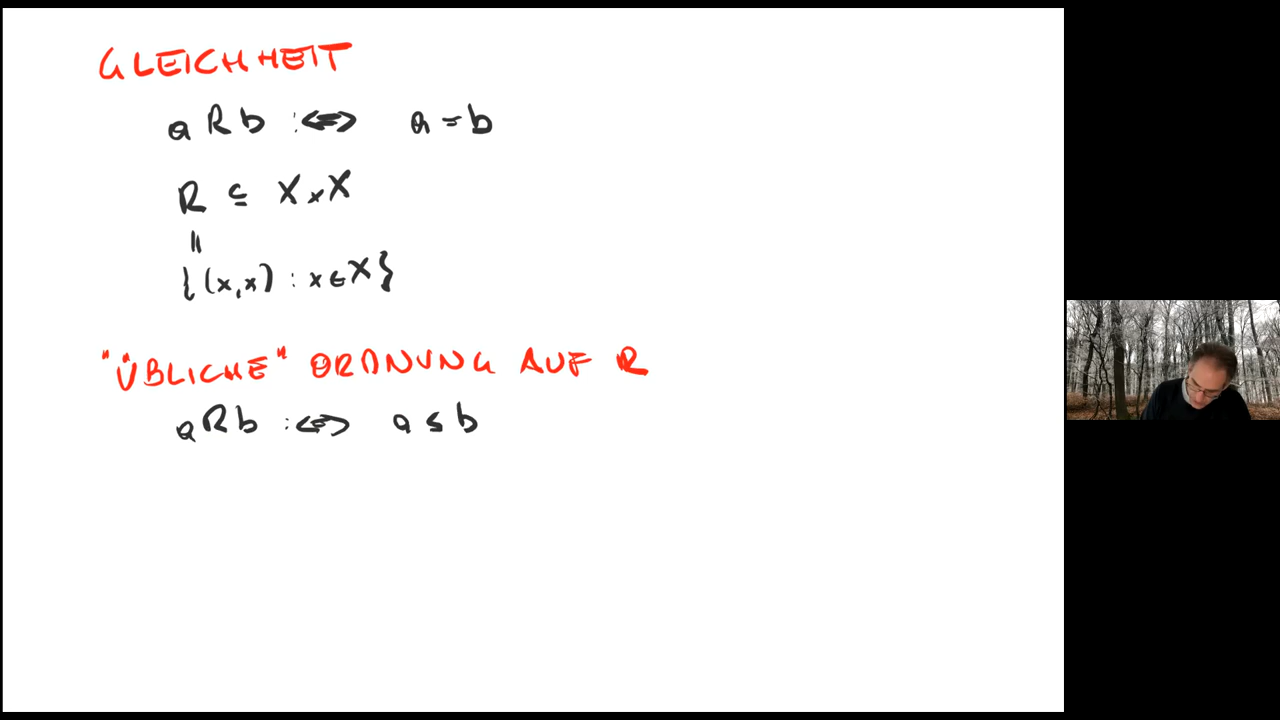 GLEICHHEIT
a R b :⇔ a = b
R ⊆ X × X
=
{(x,x) : x ∈ X}
"ÜBLICHE" ORDNUNG AUF ℝ
a R b :⇔ a ≤ b